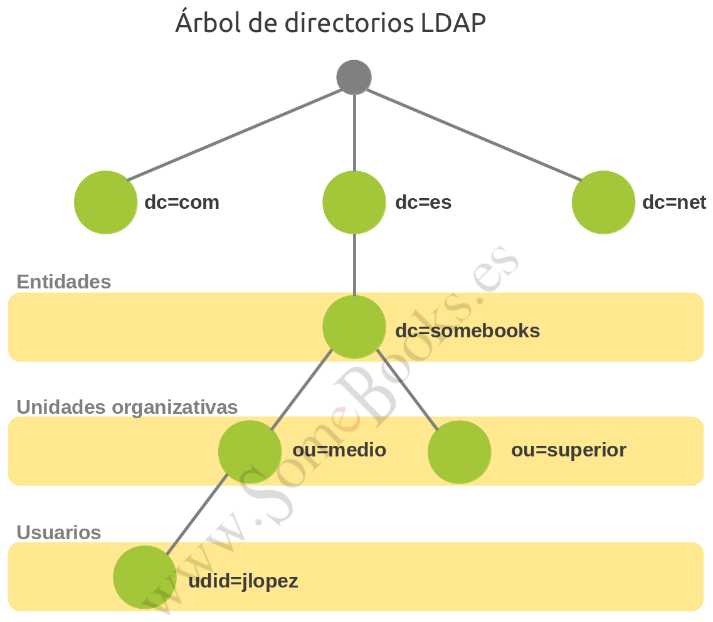 Árbol de directorios LDAP
dc=com
dc=es
dc=net
Entidades
dc=somebooks
Unidades organizativas
ou=medio
ou=superior
Usuarios
udid=jlopez
www.SomeBooks.es